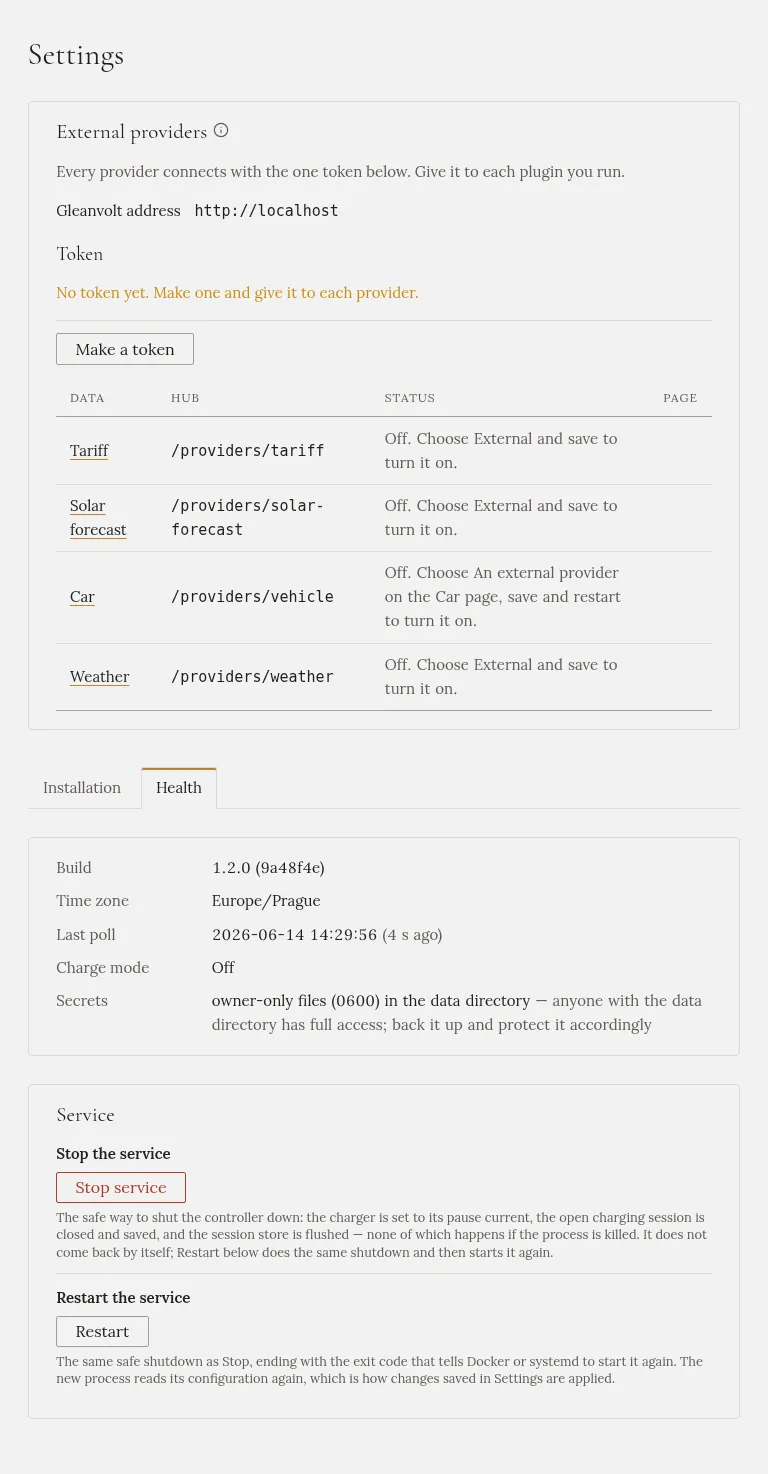 Settings
External providers
Every provider connects with the one token below. Give it to each plugin you run.
Gleanvolt address http://localhost
Token
No token yet. Make one and give it to each provider.
Make a token
DATA HUB STATUS PAGE
Tariff /providers/tariff Off. Choose External and save to
turn it on.
Solar /providers/solar- Off. Choose External and save to
forecast forecast turn it on.
Off. Choose An external provider
Car /providers/vehicle on the Car page, save and restart
to turn it on.
Weather /providers/weather Off. Choose External and save to
turn it on.
Installation Health
Build 1.2.0 (9a48f4e)
Time zone Europe/Prague
Last poll 2026-06-14 14:29:56 (4 s ago)
Charge mode Off
Secrets owner-only files (0600) in the data directory — anyone with the data
directory has full access; back it up and protect it accordingly
Service
Stop the service
Stop service
The safe way to shut the controller down: the charger is set to its pause current, the open charging session is
closed and saved, and the session store is flushed — none of which happens if the process is killed. It does not
come back by itself; Restart below does the same shutdown and then starts it again.
Restart the service
Restart
The same safe shutdown as Stop, ending with the exit code that tells Docker or systemd to start it again. The
new process reads its configuration again, which is how changes saved in Settings are applied.